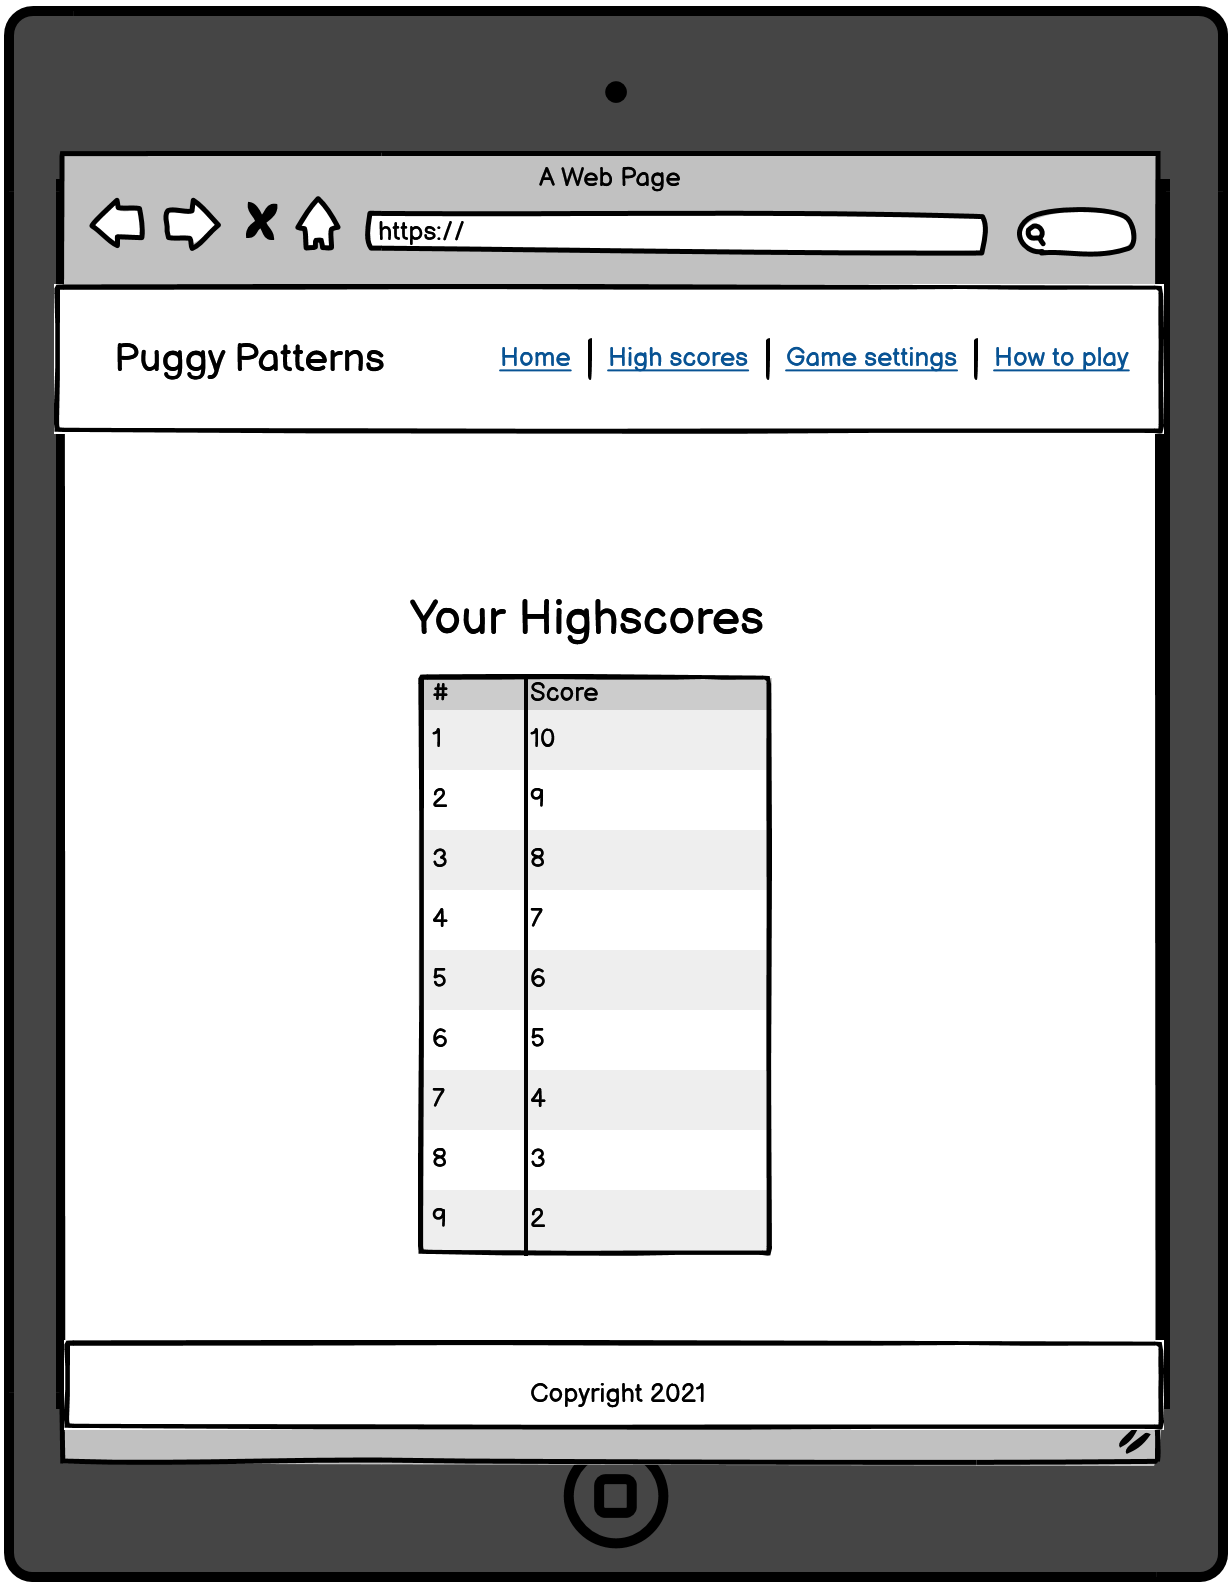 A Web Page
https://
Puggy Patterns
Home High scores Game settings How to play
Your Highscores
# Score
1 10
2 9
3 8
4 7
5 6
6 5
7 4
8 3
9 2
Copyright 2021